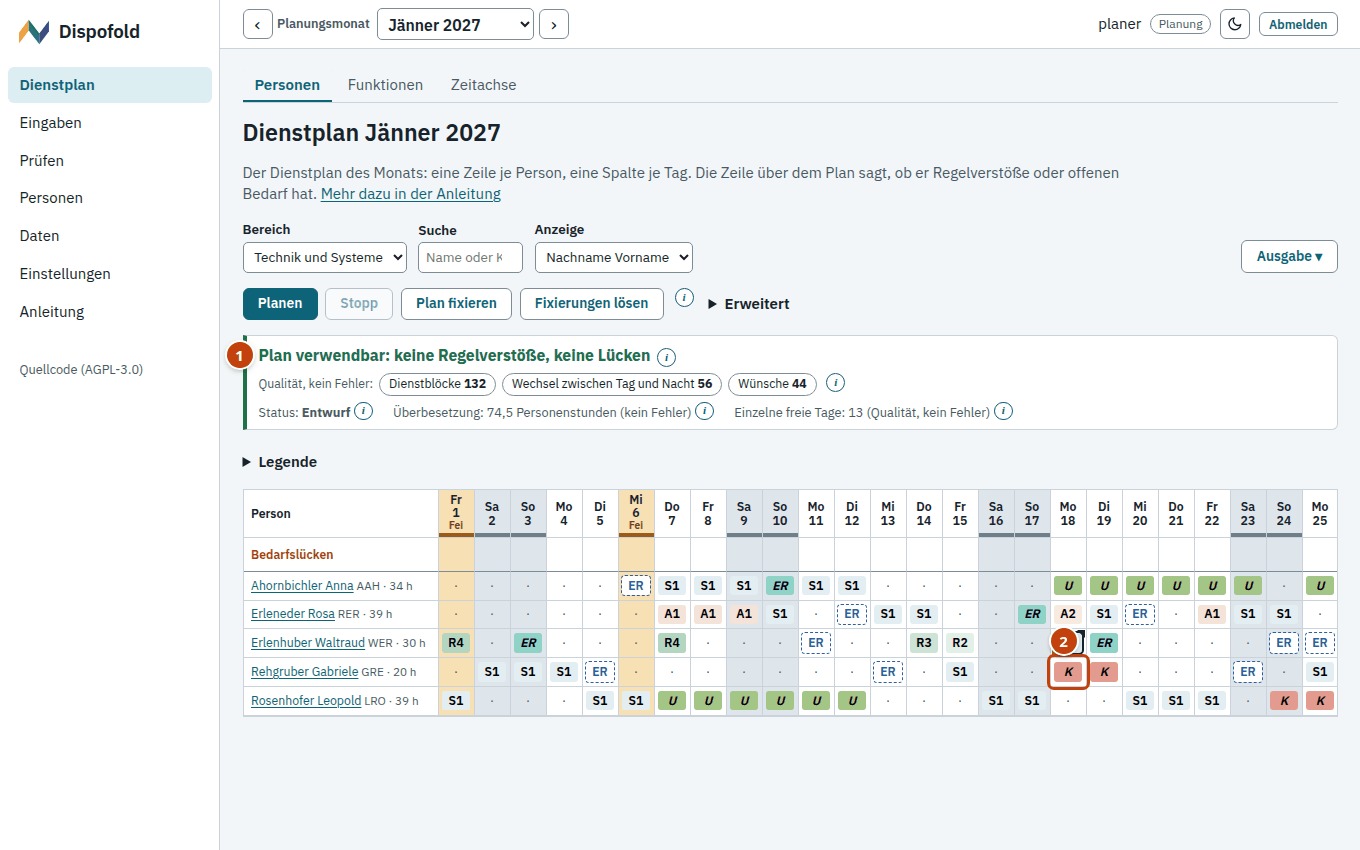 Dispofold
‹ Planungsmonat Jänner 2027 ›
planer Planung Abmelden
Dienstplan
Eingaben
Prüfen
Personen
Daten
Einstellungen
Anleitung
Quellcode (AGPL-3.0)
Personen Funktionen Zeitachse
Dienstplan Jänner 2027
Der Dienstplan des Monats: eine Zeile je Person, eine Spalte je Tag. Die Zeile über dem Plan sagt, ob er Regelverstöße oder offenen
Bedarf hat. Mehr dazu in der Anleitung
Bereich Suche Anzeige
Technik und Systeme Name oder K Nachname Vorname Ausgabe ▾
Planen Stopp Plan fixieren Fixierungen lösen i ▶ Erweitert
1 Plan verwendbar: keine Regelverstöße, keine Lücken i
Qualität, kein Fehler: Dienstblöcke 132 Wechsel zwischen Tag und Nacht 56 Wünsche 44 i
Status: Entwurf i Überbesetzung: 74,5 Personenstunden (kein Fehler) i Einzelne freie Tage: 13 (Qualität, kein Fehler) i
▶ Legende
Person Fr 1 Fei Sa 2 So 3 Mo 4 Di 5 Mi 6 Fei Do 7 Fr 8 Sa 9 So 10 Mo 11 Di 12 Mi 13 Do 14 Fr 15 Sa 16 So 17 Mo 18 Di 19 Mi 20 Do 21 Fr 22 Sa 23 So 24 Mo 25
Bedarfslücken
Ahornbichler Anna AAH · 34 h · · · · · ER S1 S1 S1 ER S1 S1 · · · · · U U U U U U · U
Erleneder Rosa RER · 39 h · · · · · · A1 A1 A1 S1 · ER S1 S1 · · ER A2 S1 ER · A1 S1 S1 ·
Erlenhuber Waltraud WER · 30 h R4 · ER · · · R4 · · · ER · · R3 R2 · · 2 ER · · · · ER ER
Rehgruber Gabriele GRE · 20 h · S1 S1 S1 ER · · · · · · · ER · S1 · · K K · · · ER · S1
Rosenhofer Leopold LRO · 39 h S1 · · · S1 S1 U U U U U U · · · S1 S1 · · S1 S1 S1 · K K